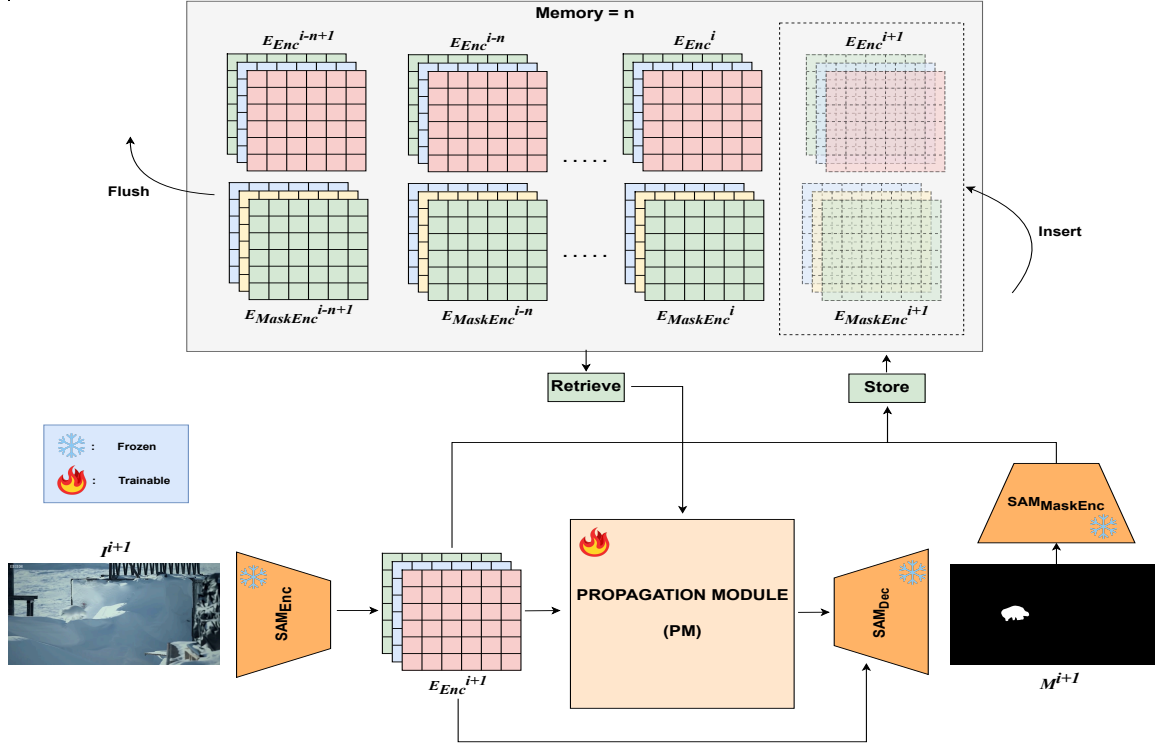 Memory = n
E_Enc^i-n+1
E_Enc^i-n
E_Enc^i
E_Enc^i+1
Flush
. . . . .
. . . . .
Insert
E_MaskEnc^i-n+1
E_MaskEnc^i-n
E_MaskEnc^i
E_MaskEnc^i+1
Retrieve
Store
: Frozen
: Trainable
SAM_MaskEnc
I^i+1
SAM_Enc
PROPAGATION MODULE
(PM)
SAM_Dec
E_Enc^i+1
M^i+1